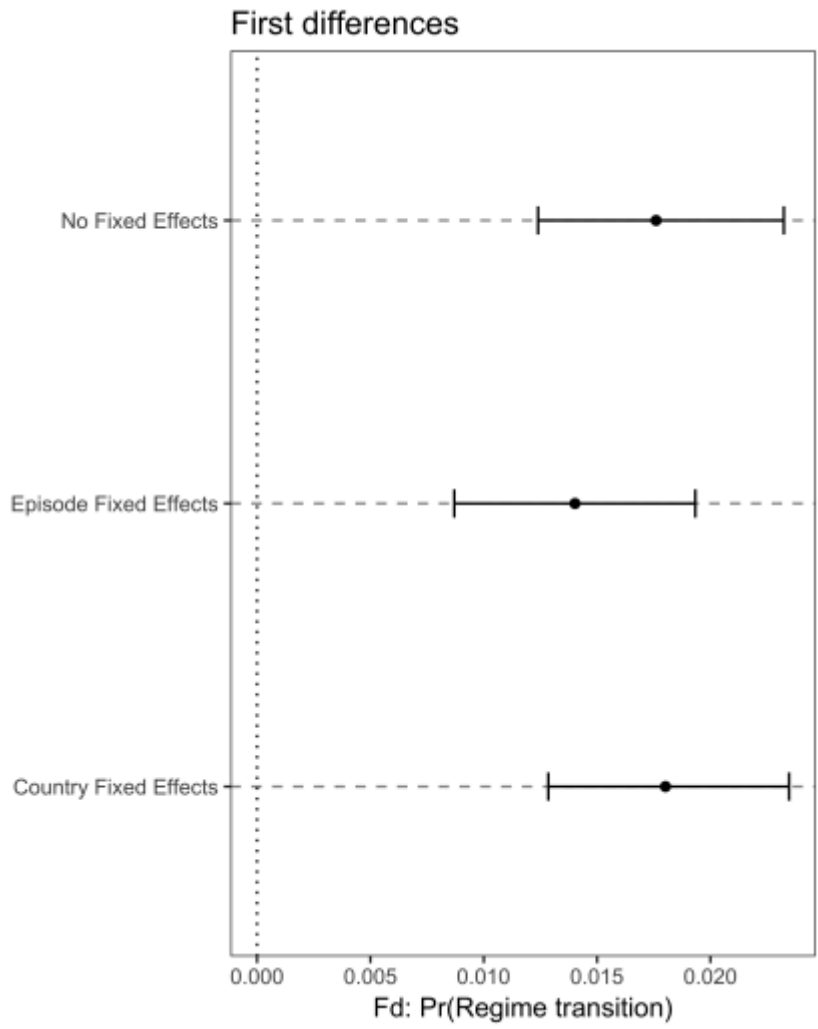 First differences
No Fixed Effects
Episode Fixed Effects
Country Fixed Effects
0.000 0.005 0.010 0.015 0.020
Fd: Pr(Regime transition)